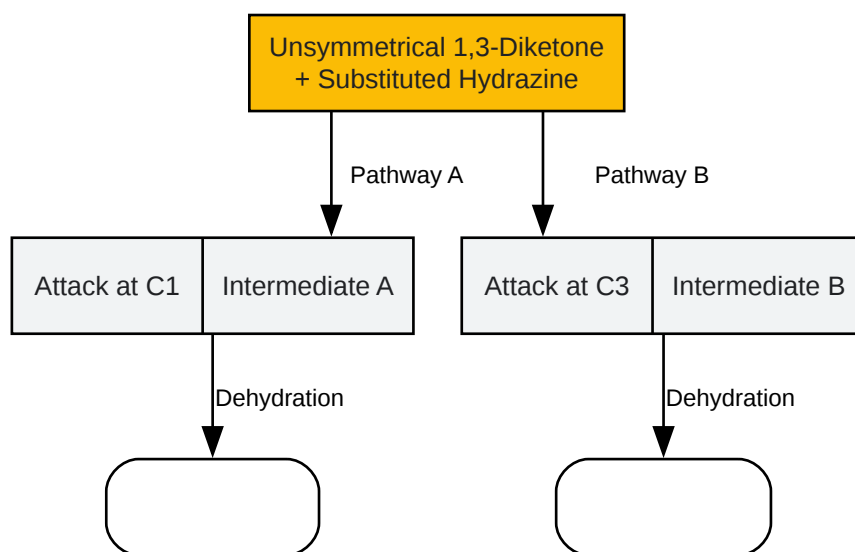 Unsymmetrical 1,3-Diketone
+ Substituted Hydrazine
Pathway A
Pathway B
Attack at C1
Intermediate A
Attack at C3
Intermediate B
Dehydration
Dehydration